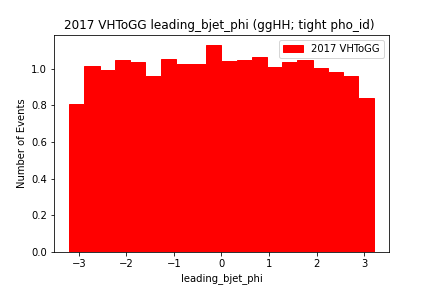 2017 VHToGG leading_bjet_phi (ggHH; tight pho_id)
2017 VHToGG
Number of Events
1.0
0.8
0.6
0.4
0.2
0.0
−3 −2 −1 0 1 2 3
leading_bjet_phi